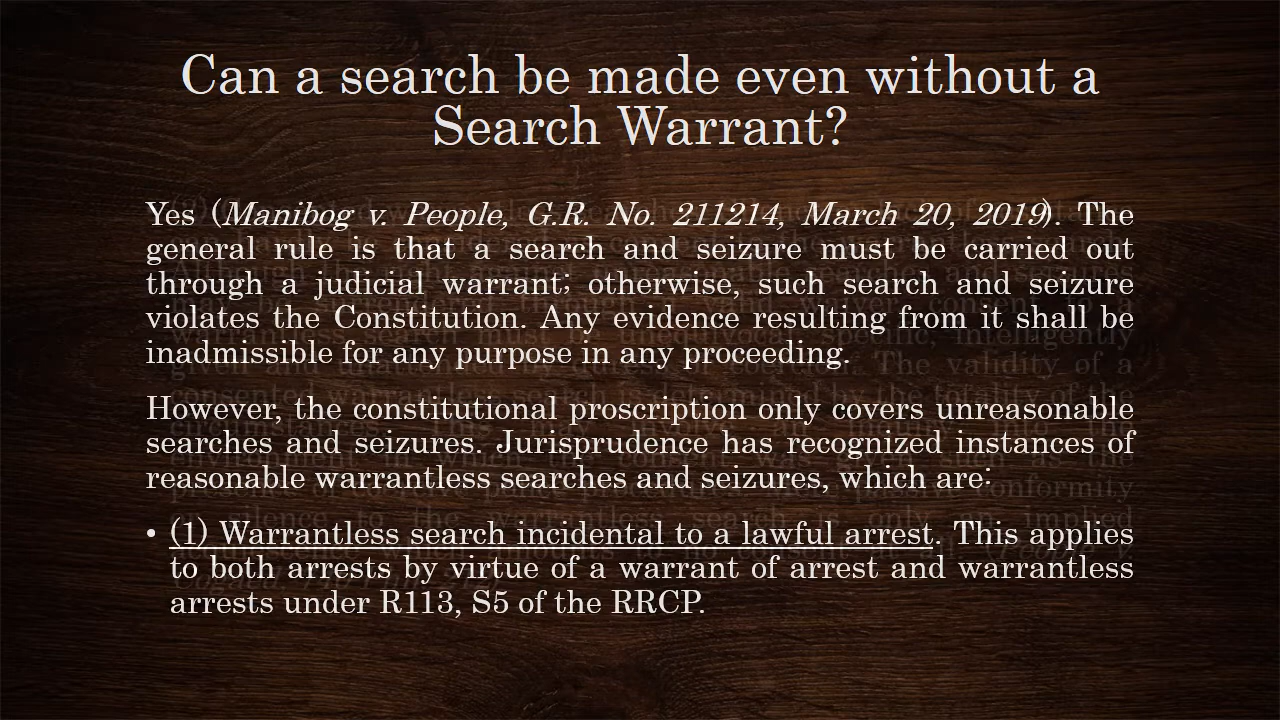 Can a search be made even without a
Search Warrant?
Yes (Manibog v. People, G.R. No. 211214, March 20, 2019). The
general rule is that a search and seizure must be carried out
through a judicial warrant; otherwise, such search and seizure
violates the Constitution. Any evidence resulting from it shall be
inadmissible for any purpose in any proceeding.
However, the constitutional proscription only covers unreasonable
searches and seizures. Jurisprudence has recognized instances of
reasonable warrantless searches and seizures, which are:
• (1) Warrantless search incidental to a lawful arrest. This applies
to both arrests by virtue of a warrant of arrest and warrantless
arrests under R113, S5 of the RRCP.